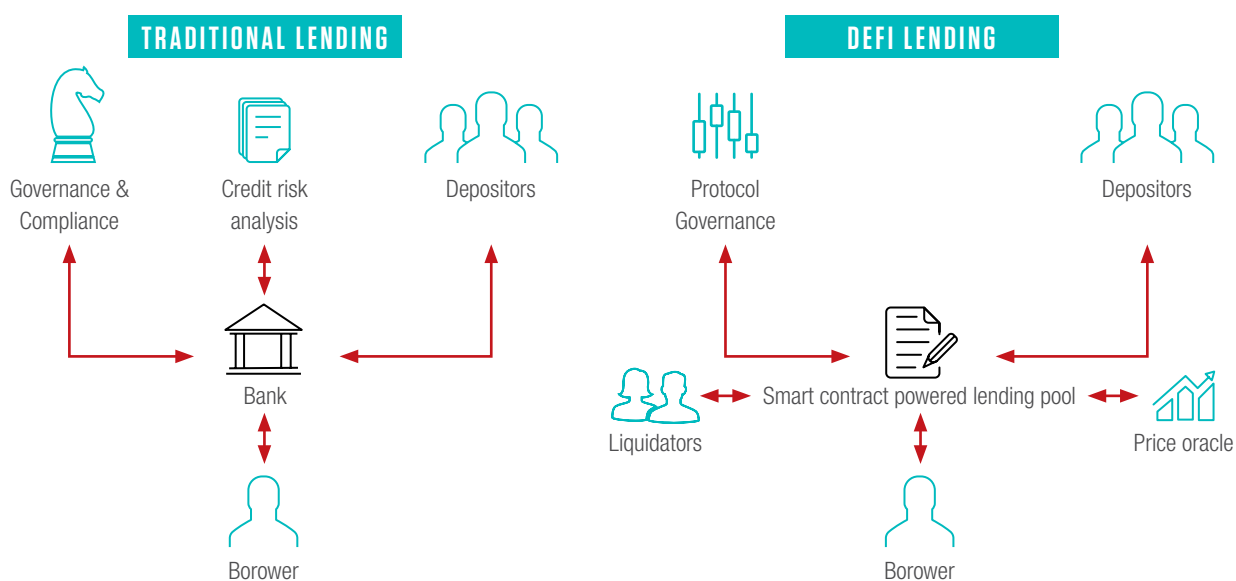 TRADITIONAL LENDING
Governance &
Compliance
Credit risk
analysis
Depositors
Bank
Borower
DEFI LENDING
Protocol
Governance
Depositors
Smart contract powered lending pool
Liquidators
Price oracle
Borower